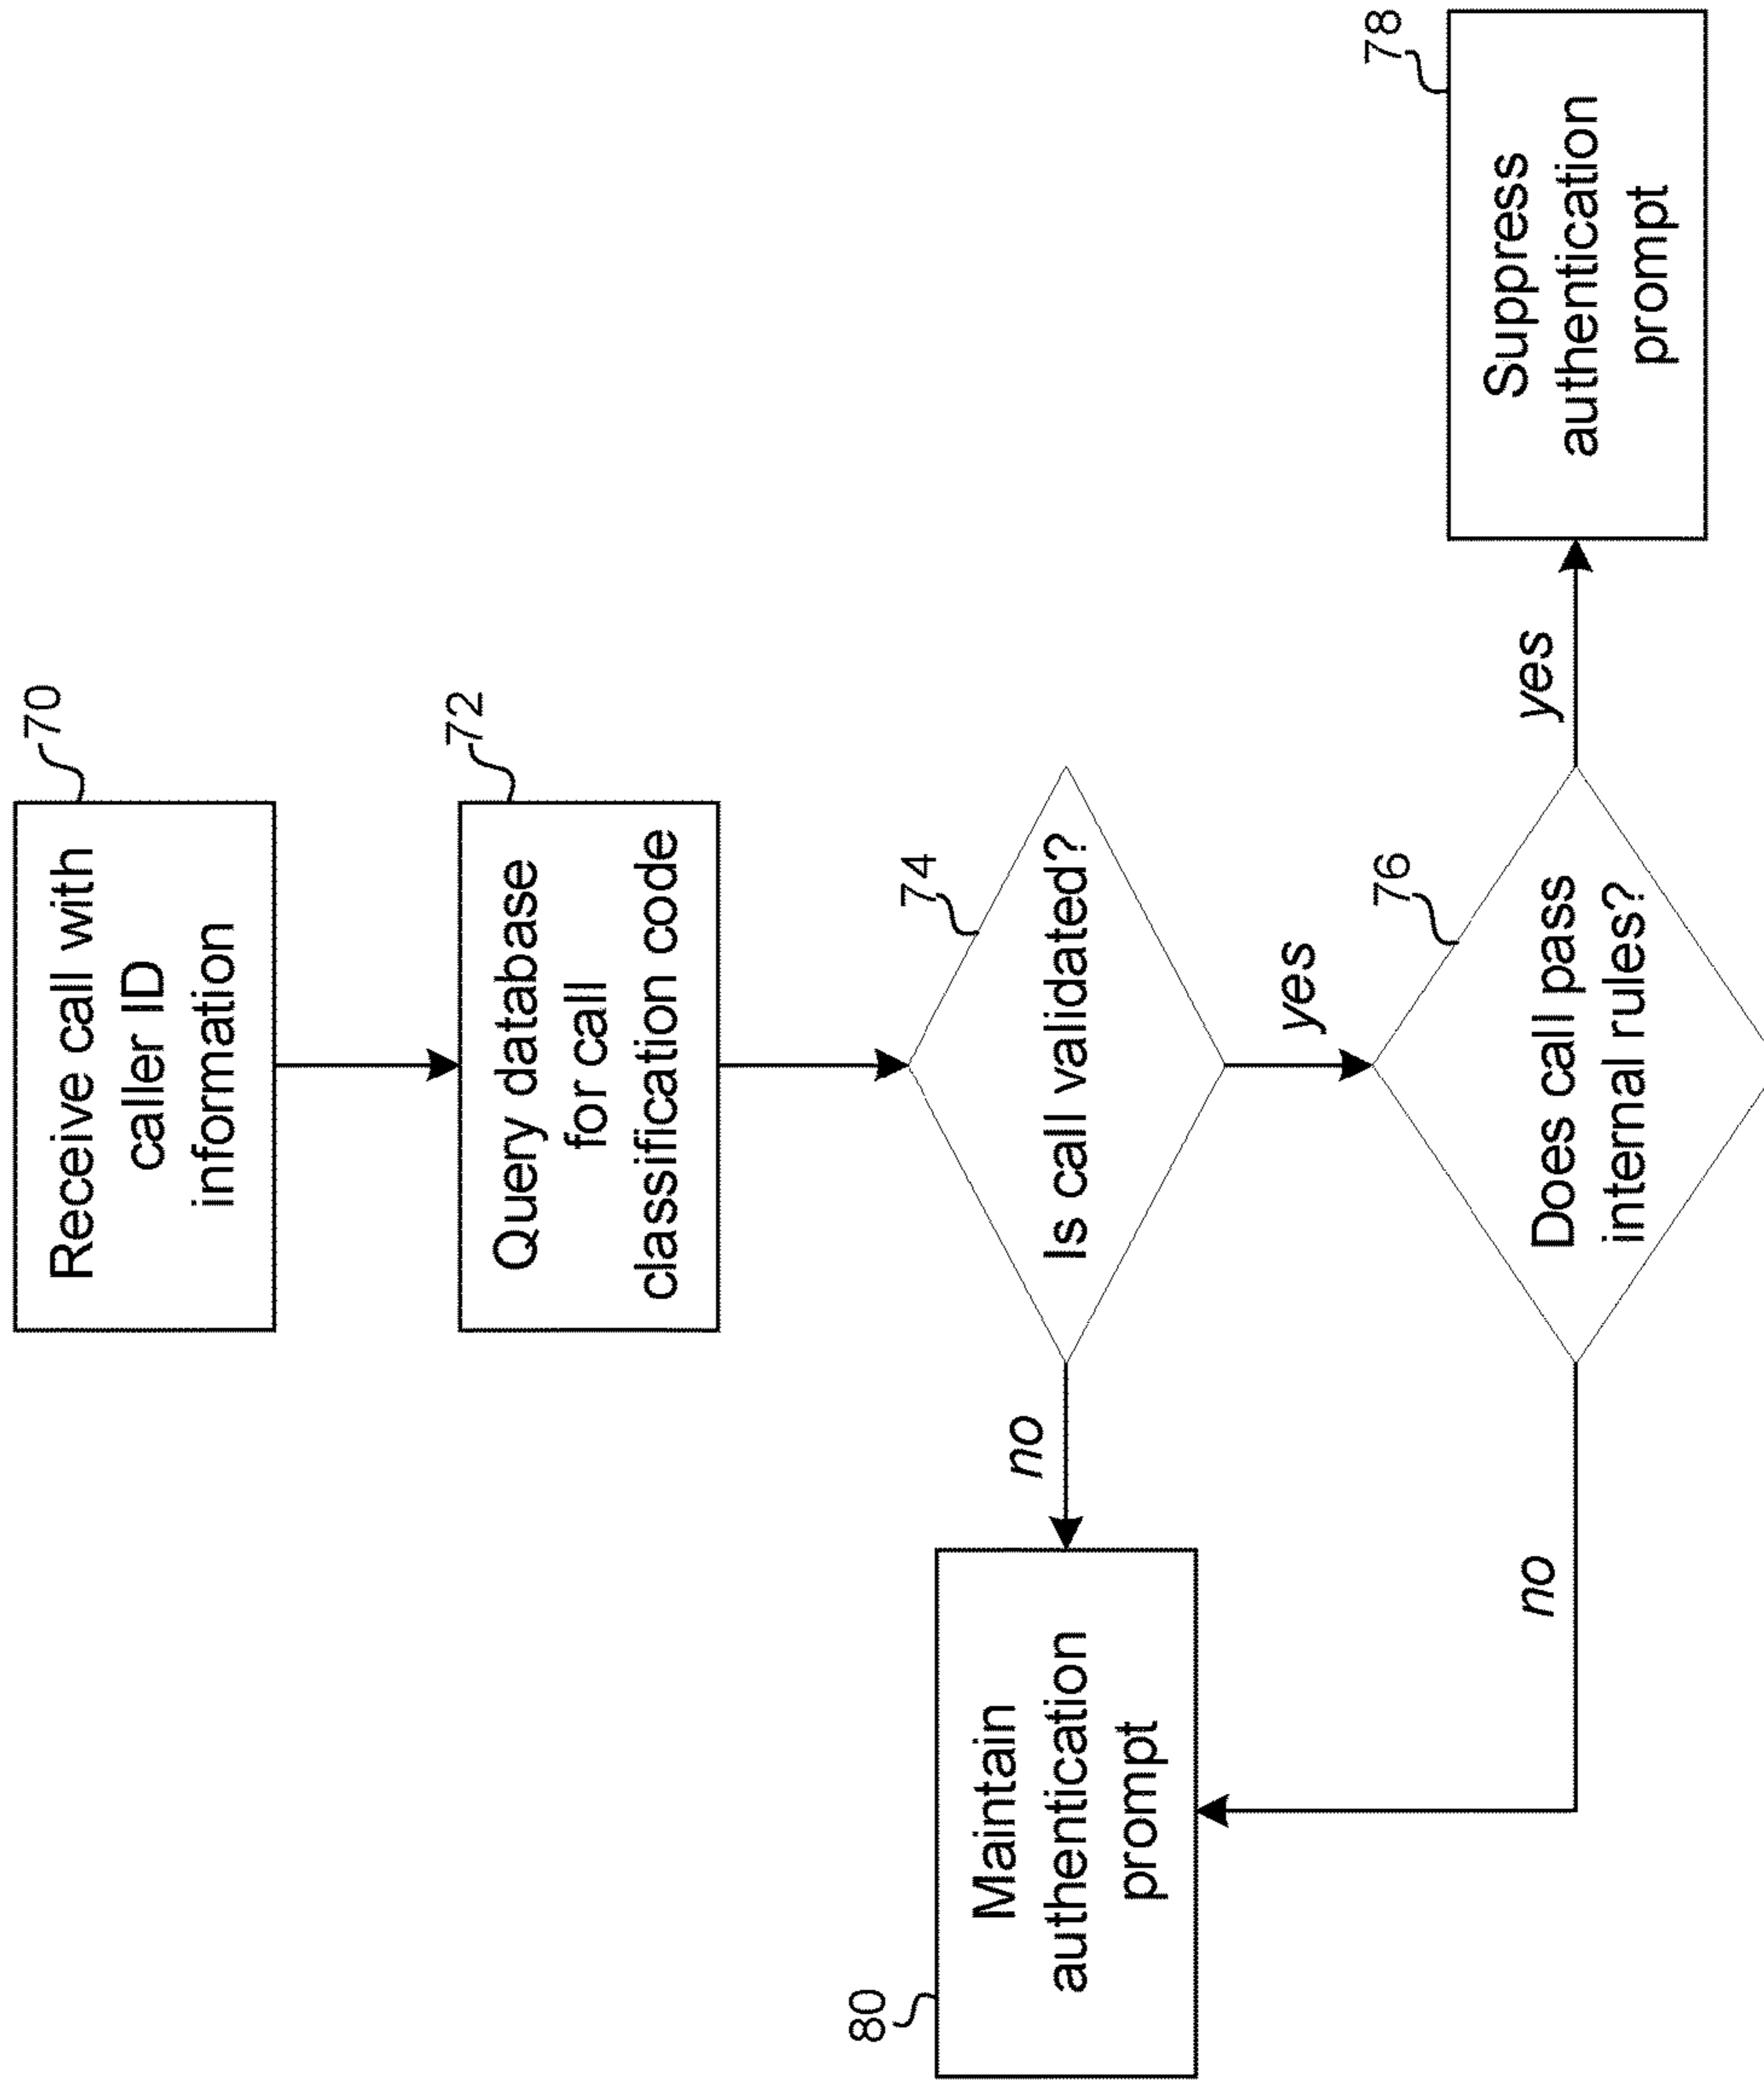 70
Receive call with
caller ID
information
72
Query database
for call
classification code
74
Is call validated?
no
yes
80
Maintain
authentication
prompt
76
Does call pass
internal rules?
no
yes
78
Suppress
authentication
prompt